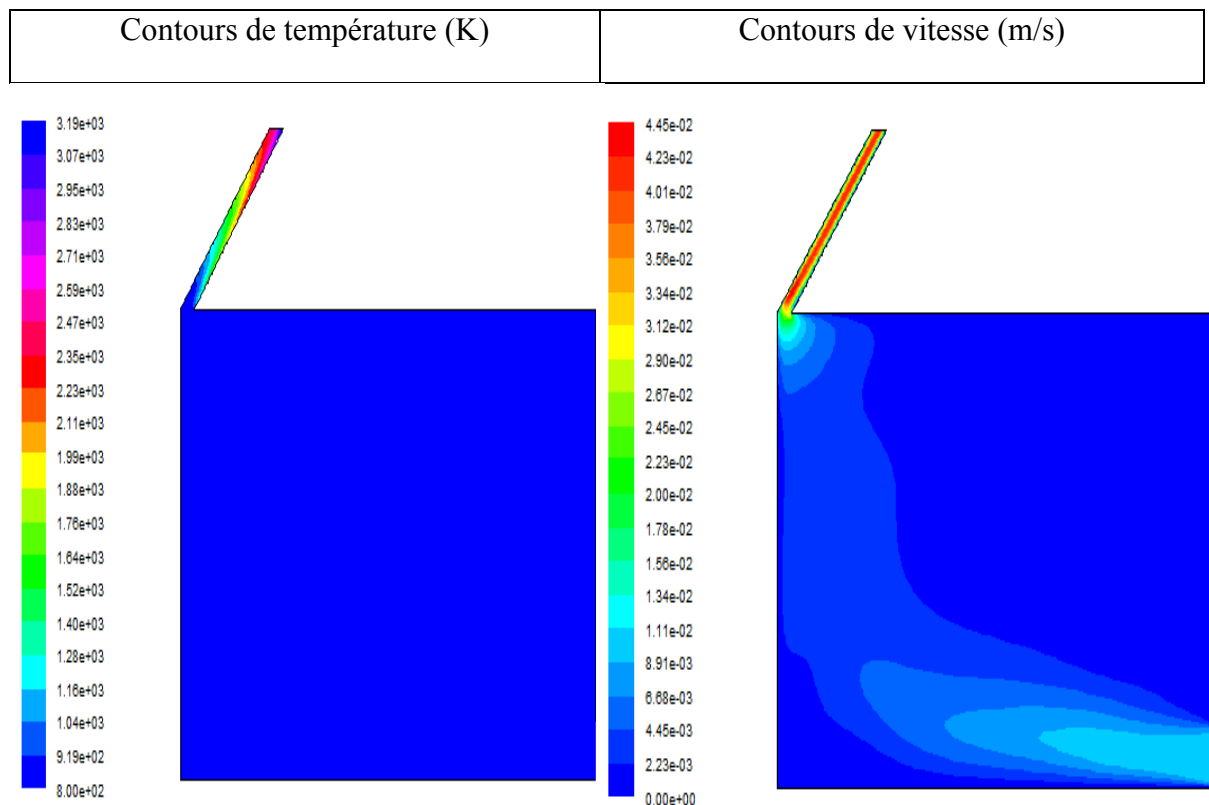 Contours de température (K)
Contours de vitesse (m/s)
3.19e+03
3.07e+03
2.95e+03
2.83e+03
2.71e+03
2.59e+03
2.47e+03
2.35e+03
2.23e+03
2.11e+03
1.99e+03
1.88e+03
1.76e+03
1.64e+03
1.52e+03
1.40e+03
1.28e+03
1.16e+03
1.04e+03
9.19e+02
8.00e+02
4.45e-02
4.23e-02
4.01e-02
3.79e-02
3.56e-02
3.34e-02
3.12e-02
2.90e-02
2.67e-02
2.45e-02
2.23e-02
2.00e-02
1.78e-02
1.56e-02
1.34e-02
1.11e-02
8.91e-03
6.68e-03
4.45e-03
2.23e-03
0.00e+00